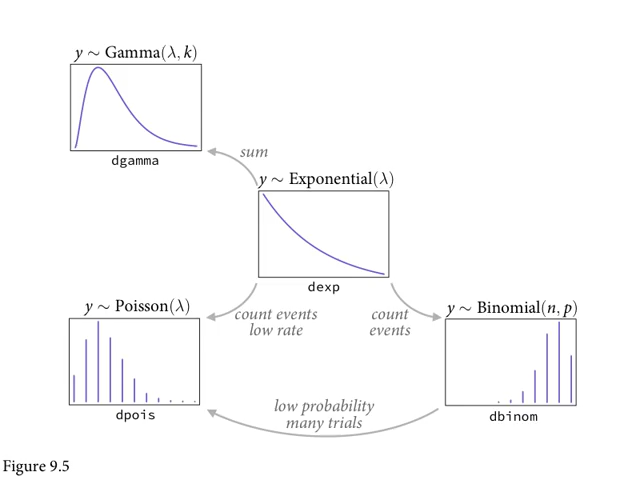 y ~ Gamma(λ, k)
dgamma
sum
y ~ Exponential(λ)
dexp
y ~ Poisson(λ)
count events
low rate
count
events
y ~ Binomial(n, p)
dpois
low probability
many trials
dbinom
Figure 9.5